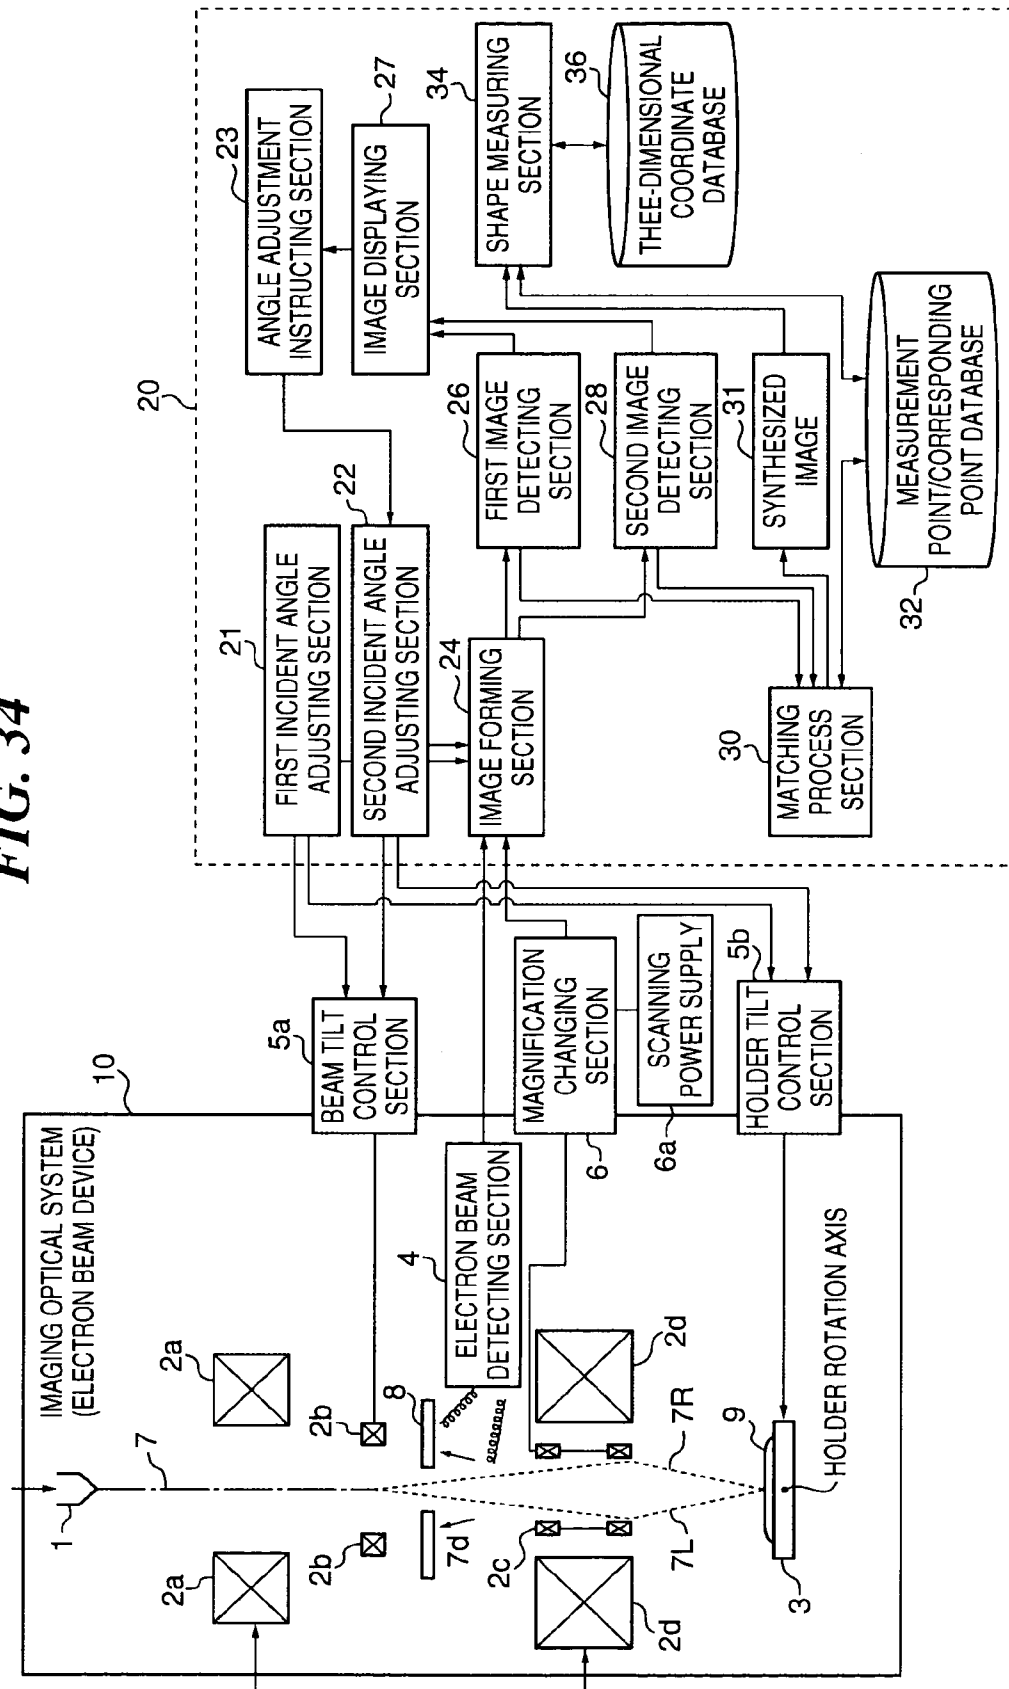 FIG. 34
10
IMAGING OPTICAL SYSTEM
(ELECTRON BEAM DEVICE)
1
7
2a
2a
2b
2b
8
7d
4
ELECTRON BEAM
DETECTING SECTION
2c
2d
2d
7R
7L
9
3
HOLDER ROTATION AXIS
5a
BEAM TILT
CONTROL
SECTION
MAGNIFICATION
CHANGING
SECTION
6
SCANNING
POWER SUPPLY
6a
5b
HOLDER TILT
CONTROL
SECTION
20
21
FIRST INCIDENT ANGLE
ADJUSTING SECTION
22
SECOND INCIDENT ANGLE
ADJUSTING SECTION
23
ANGLE ADJUSTMENT
INSTRUCTING SECTION
24
IMAGE FORMING
SECTION
27
IMAGE DISPLAYING
SECTION
26
FIRST IMAGE
DETECTING
SECTION
28
SECOND IMAGE
DETECTING
SECTION
30
MATCHING
PROCESS
SECTION
31
SYNTHESIZED
IMAGE
32
MEASUREMENT
POINT/CORRESPONDING
POINT DATABASE
34
SHAPE MEASURING
SECTION
36
THEE-DIMENSIONAL
COORDINATE
DATABASE